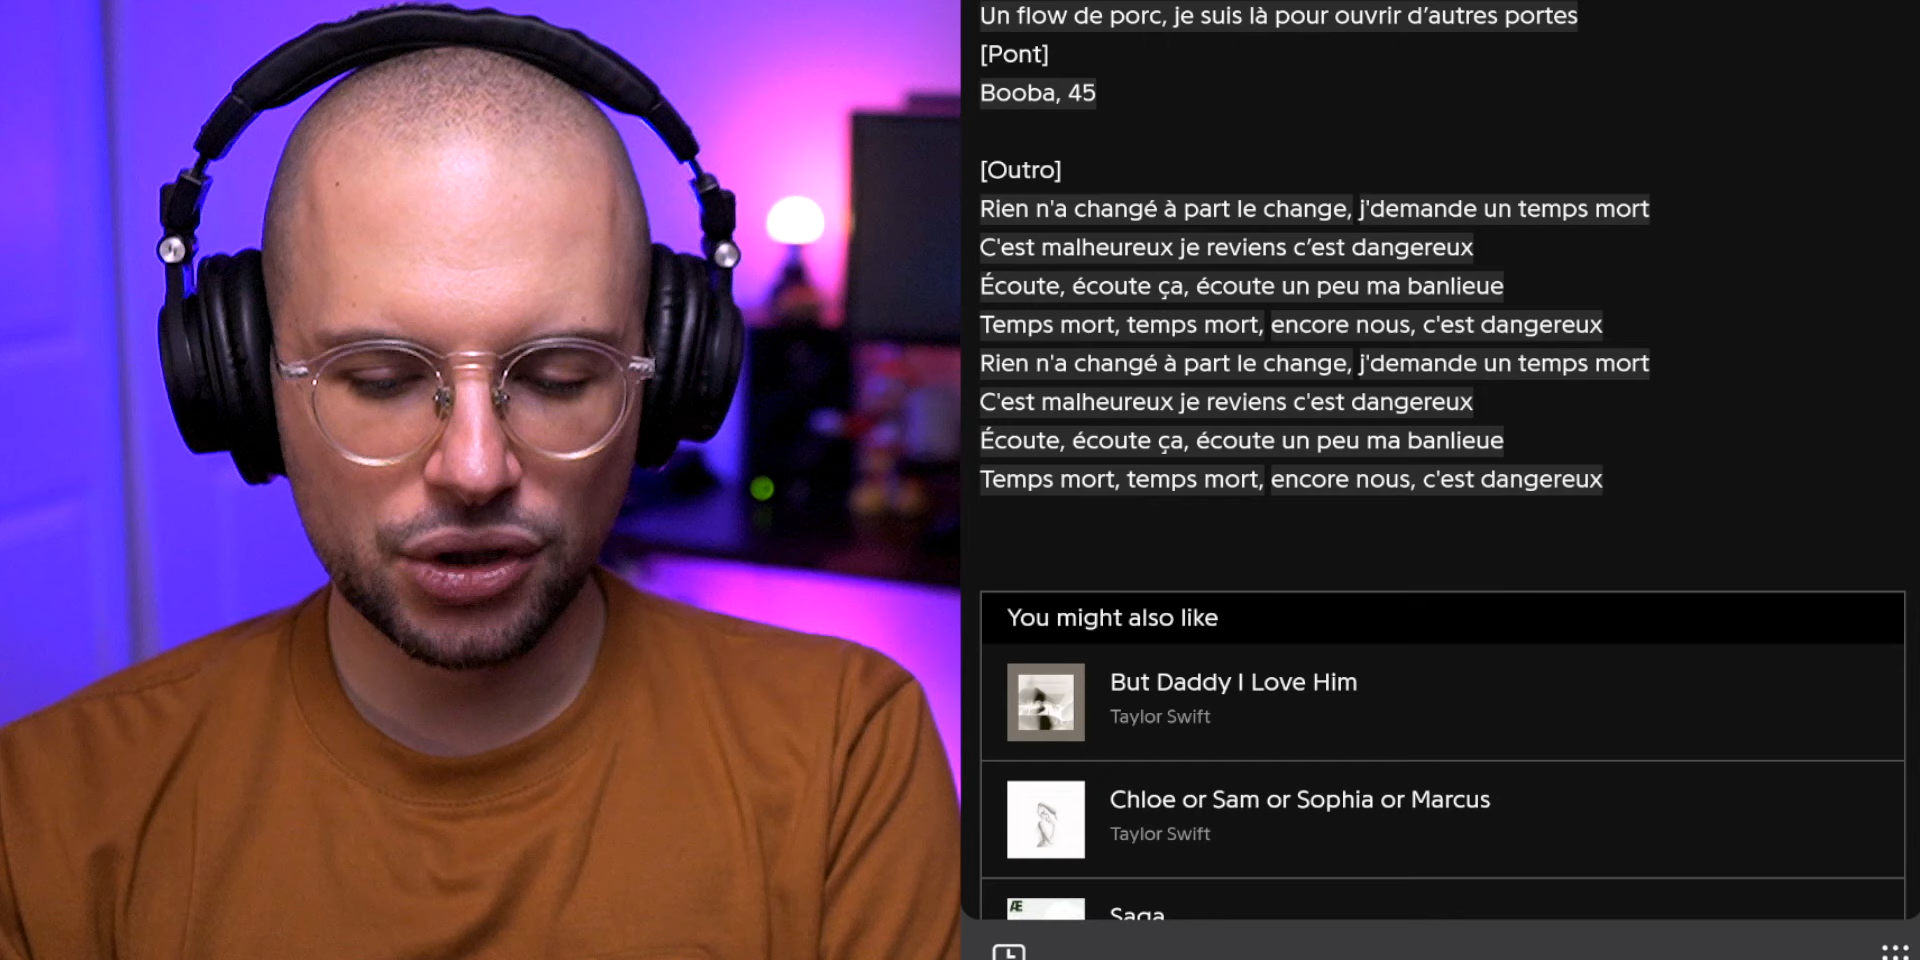 Un flow de porc, je suis là pour ouvrir d’autres portes
[Pont]
Booba, 45
[Outro]
Rien n'a changé à part le change, j'demande un temps mort
C'est malheureux je reviens c’est dangereux
Écoute, écoute ça, écoute un peu ma banlieue
Temps mort, temps mort, encore nous, c'est dangereux
Rien n'a changé à part le change, j'demande un temps mort
C'est malheureux je reviens c'est dangereux
Écoute, écoute ça, écoute un peu ma banlieue
Temps mort, temps mort, encore nous, c'est dangereux
You might also like
But Daddy I Love Him
Taylor Swift
Chloe or Sam or Sophia or Marcus
Taylor Swift
Æ
Saga